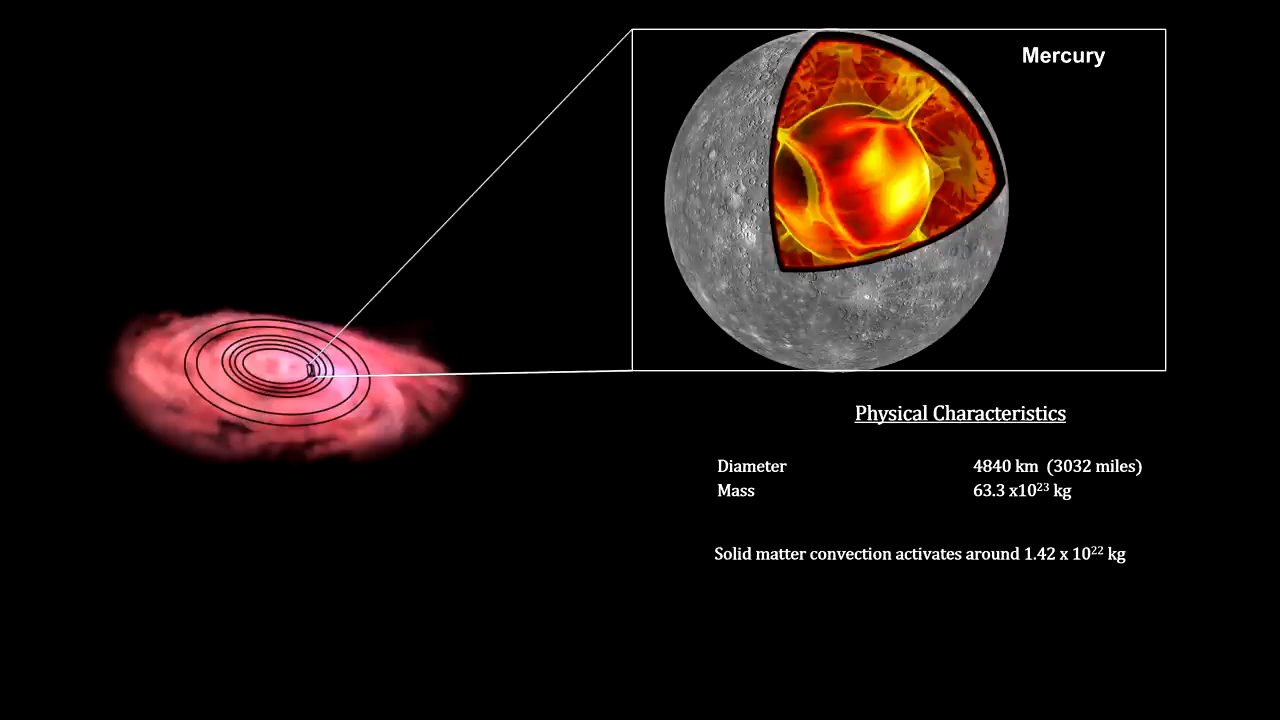 Mercury
Physical Characteristics
Diameter 4840 km (3032 miles)
Mass 63.3 x10²³ kg
Solid matter convection activates around 1.42 x 10²² kg